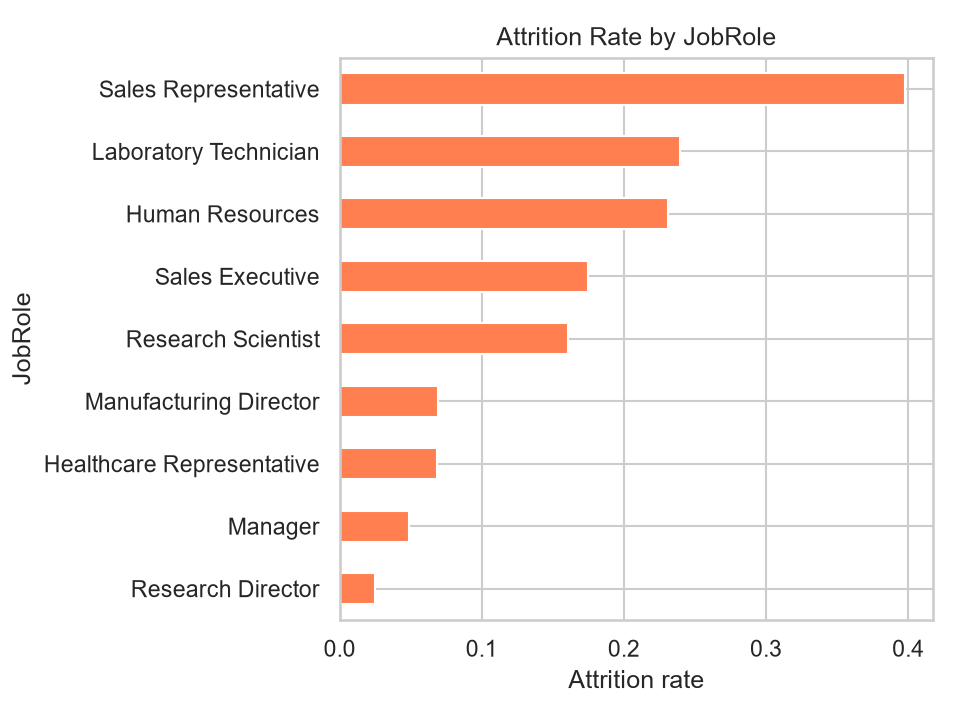 Attrition Rate by JobRole
JobRole
Sales Representative
Laboratory Technician
Human Resources
Sales Executive
Research Scientist
Manufacturing Director
Healthcare Representative
Manager
Research Director
0.0 0.1 0.2 0.3 0.4
Attrition rate